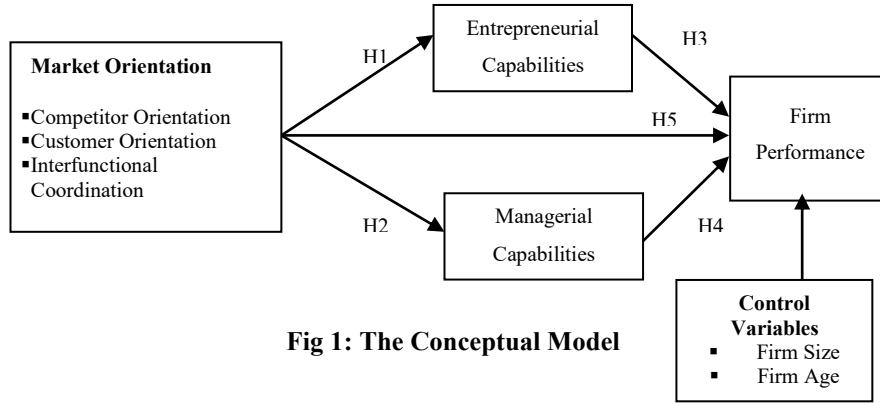 Market Orientation
▪Competitor Orientation
▪Customer Orientation
▪Interfunctional
Coordination
H1
Entrepreneurial
Capabilities
H3
H5
Firm
Performance
H2
Managerial
Capabilities
H4
Control
Variables
▪ Firm Size
▪ Firm Age
Fig 1: The Conceptual Model